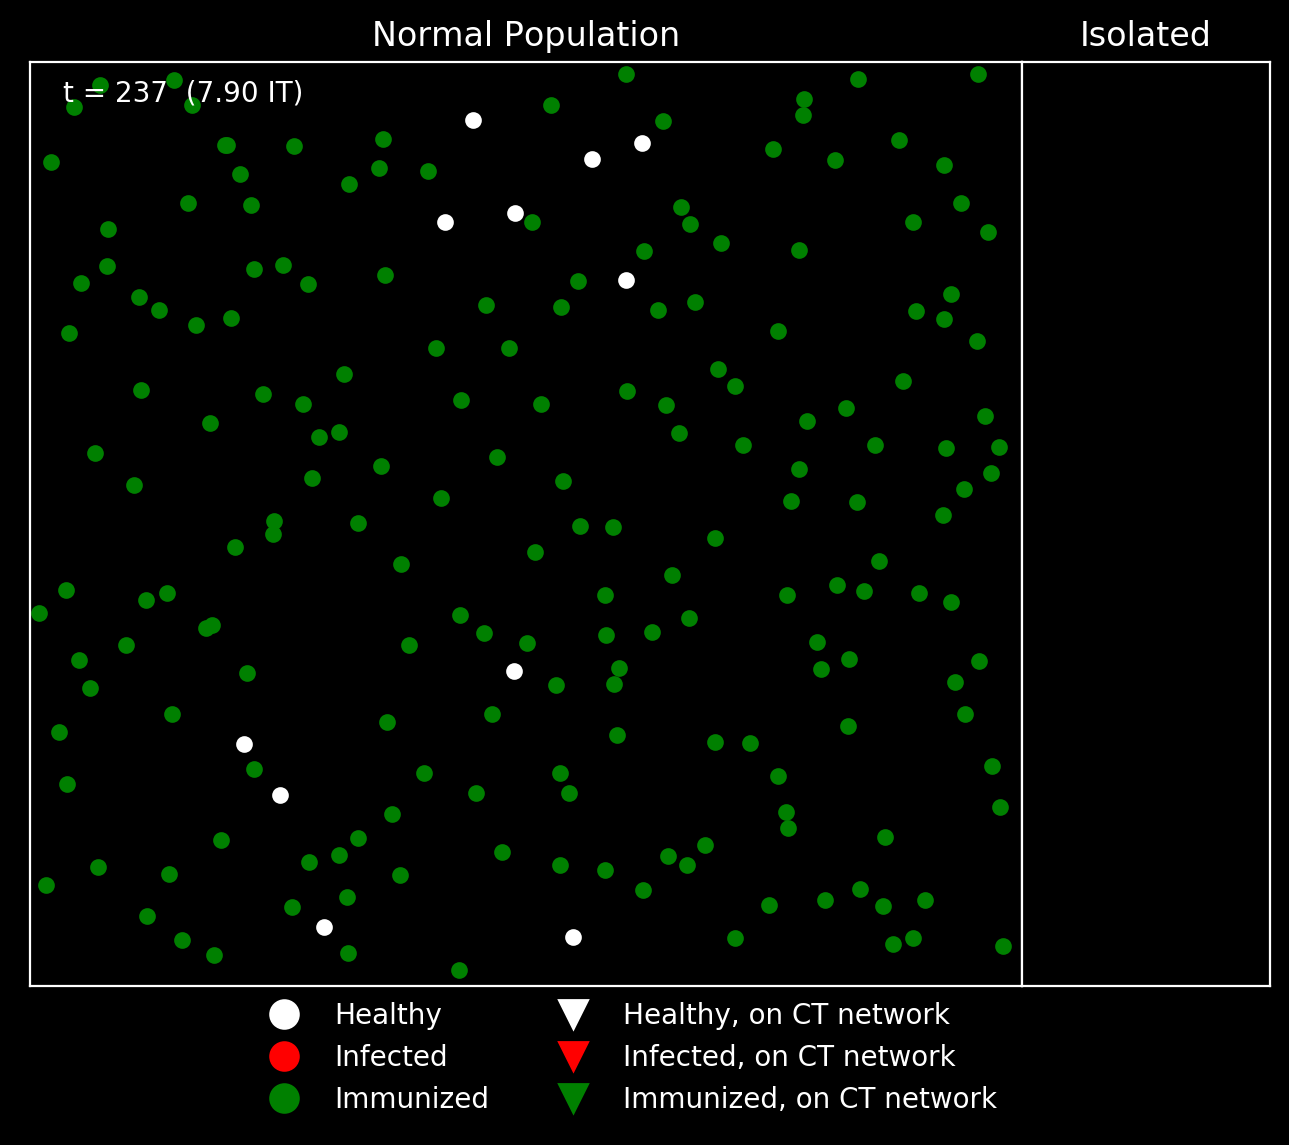 Normal Population
Isolated
t = 237  (7.90 IT)
Healthy
Infected
Immunized
Healthy, on CT network
Infected, on CT network
Immunized, on CT network